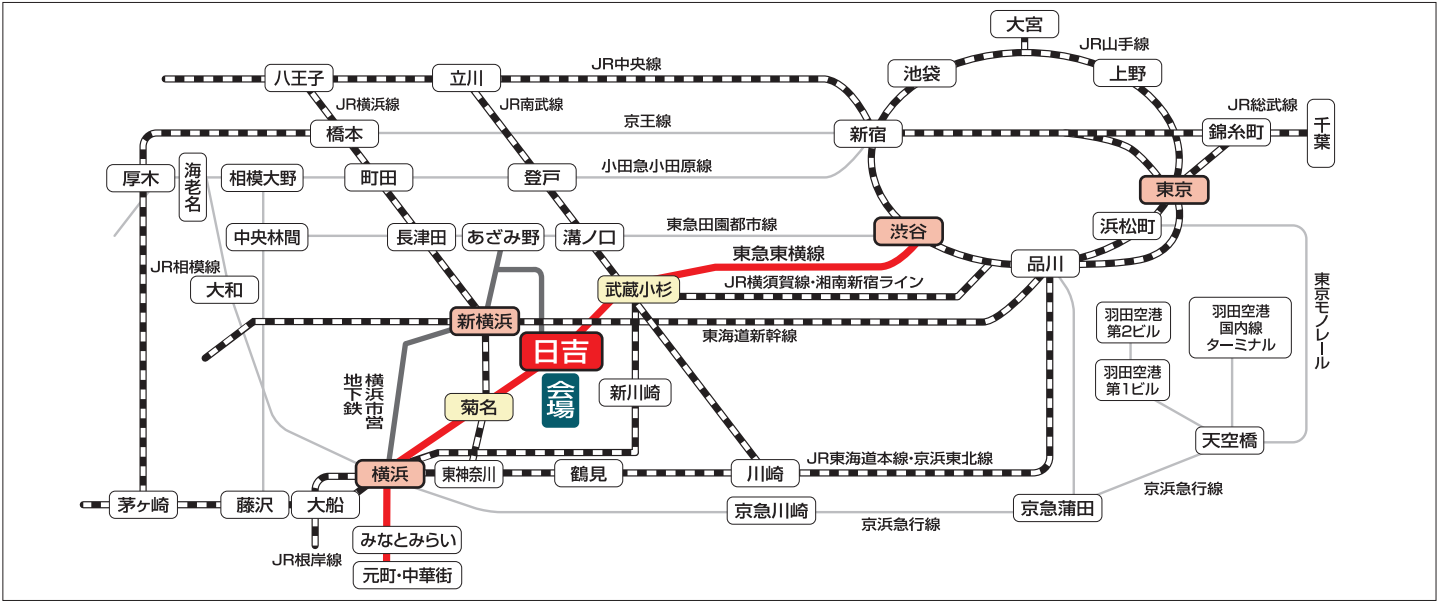 大宮
JR山手線
池袋
上野
JR中央線
八王子
立川
JR横浜線
JR南武線
JR総武線
千葉
橋本
京王線
新宿
錦糸町
厚木
海老名
相模大野
町田
登戸
小田急小田原線
東京
中央林間
長津田
あざみ野
溝ノ口
東急田園都市線
渋谷
浜松町
東急東横線
品川
JR相模線
大和
武蔵小杉
JR横須賀線・湘南新宿ライン
東京モノレール
新横浜
東海道新幹線
羽田空港
第2ビル
羽田空港
国内線
ターミナル
日吉
会場
横浜市営
地下鉄
新川崎
羽田空港
第1ビル
菊名
天空橋
横浜
東神奈川
鶴見
川崎
JR東海道本線・京浜東北線
京浜急行線
茅ヶ崎
藤沢
大船
京急川崎
京浜急行線
京急蒲田
みなとみらい
JR根岸線
元町・中華街